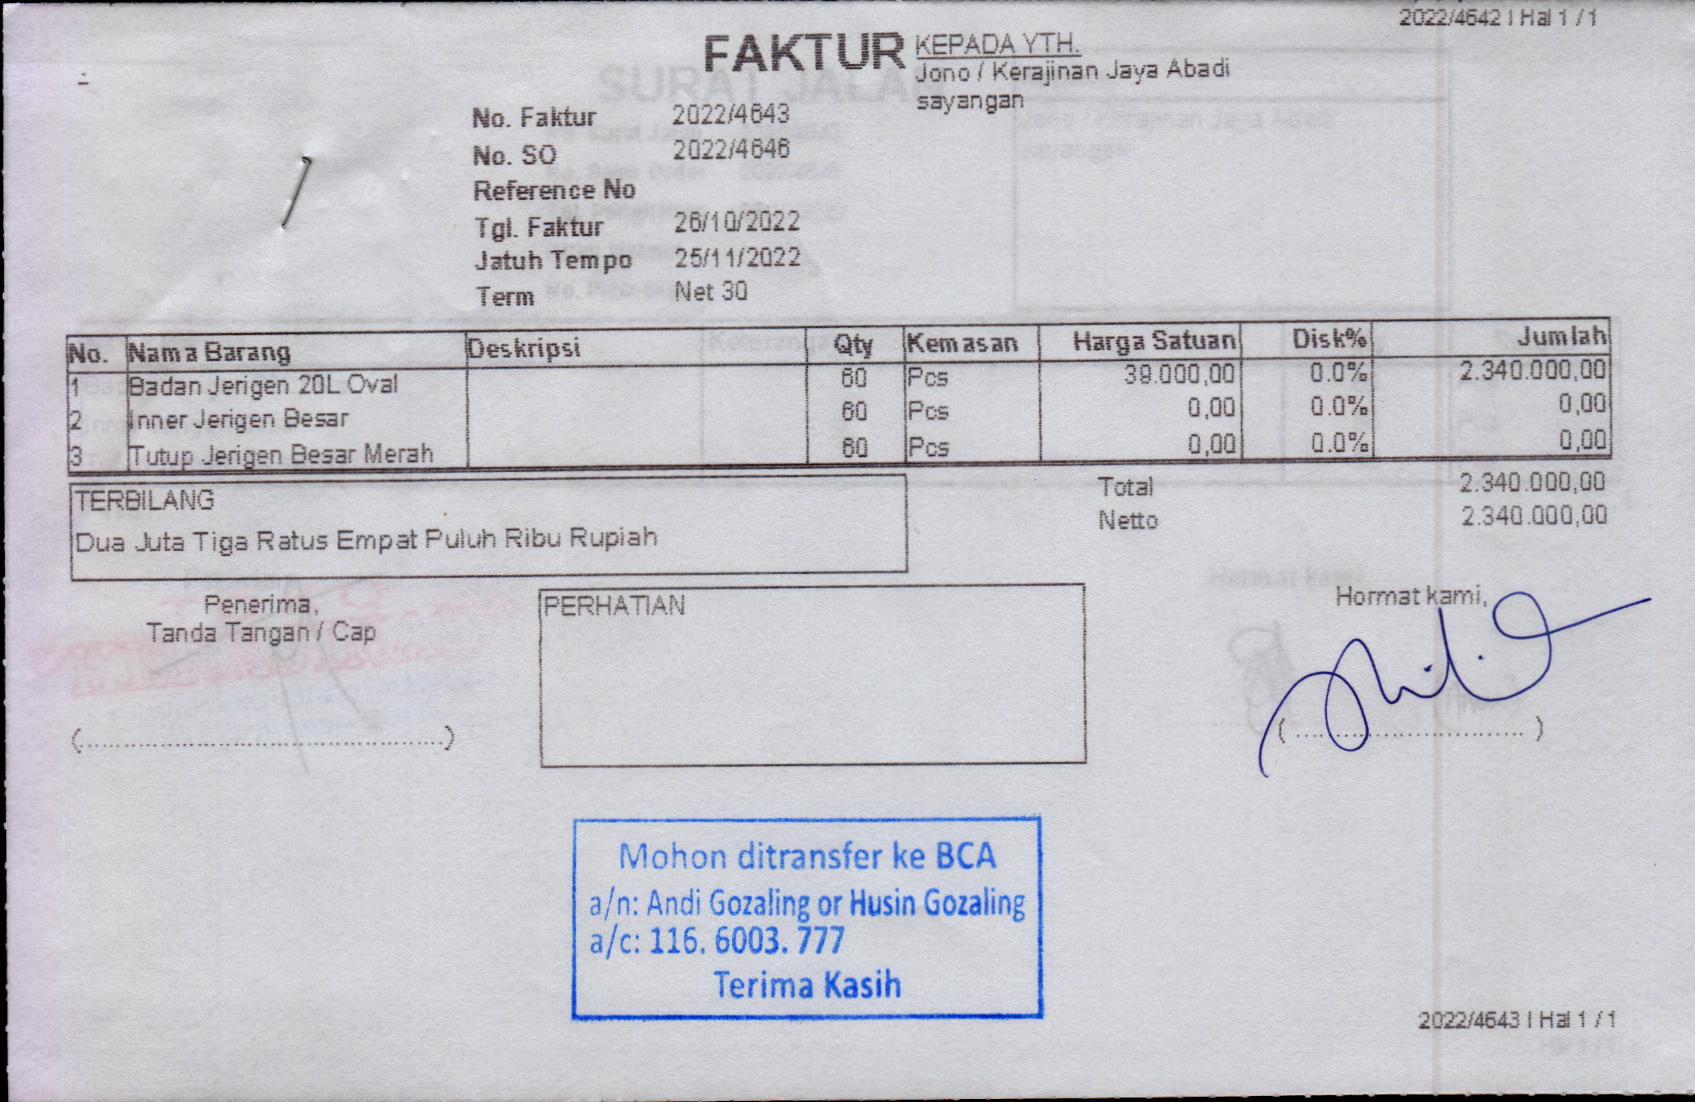 2022/4642 | Hal 1 / 1
FAKTUR
KEPADA YTH.
Jono / Kerajinan Jaya Abadi
sayangan
No. Faktur 2022/4643
No. SO 2022/4646
Reference No
Tgl. Faktur 26/10/2022
Jatuh Tempo 25/11/2022
Term Net 30
No. Nama Barang Deskripsi Qty Kemasan Harga Satuan Disk% Jumlah
1 Badan Jerigen 20L Oval 60 Pcs 39.000,00 0.0% 2.340.000,00
2 Inner Jerigen Besar 60 Pcs 0,00 0.0% 0,00
3 Tutup Jerigen Besar Merah 60 Pcs 0,00 0.0% 0,00
TERBILANG
Dua Juta Tiga Ratus Empat Puluh Ribu Rupiah
Total 2.340.000,00
Netto 2.340.000,00
Penerima,
Tanda Tangan / Cap
(..........................................)
PERHATIAN
Hormat kami,
(..............................)
Mohon ditransfer ke BCA
a/n: Andi Gozaling or Husin Gozaling
a/c: 116. 6003. 777
Terima Kasih
2022/4643 | Hal 1 / 1